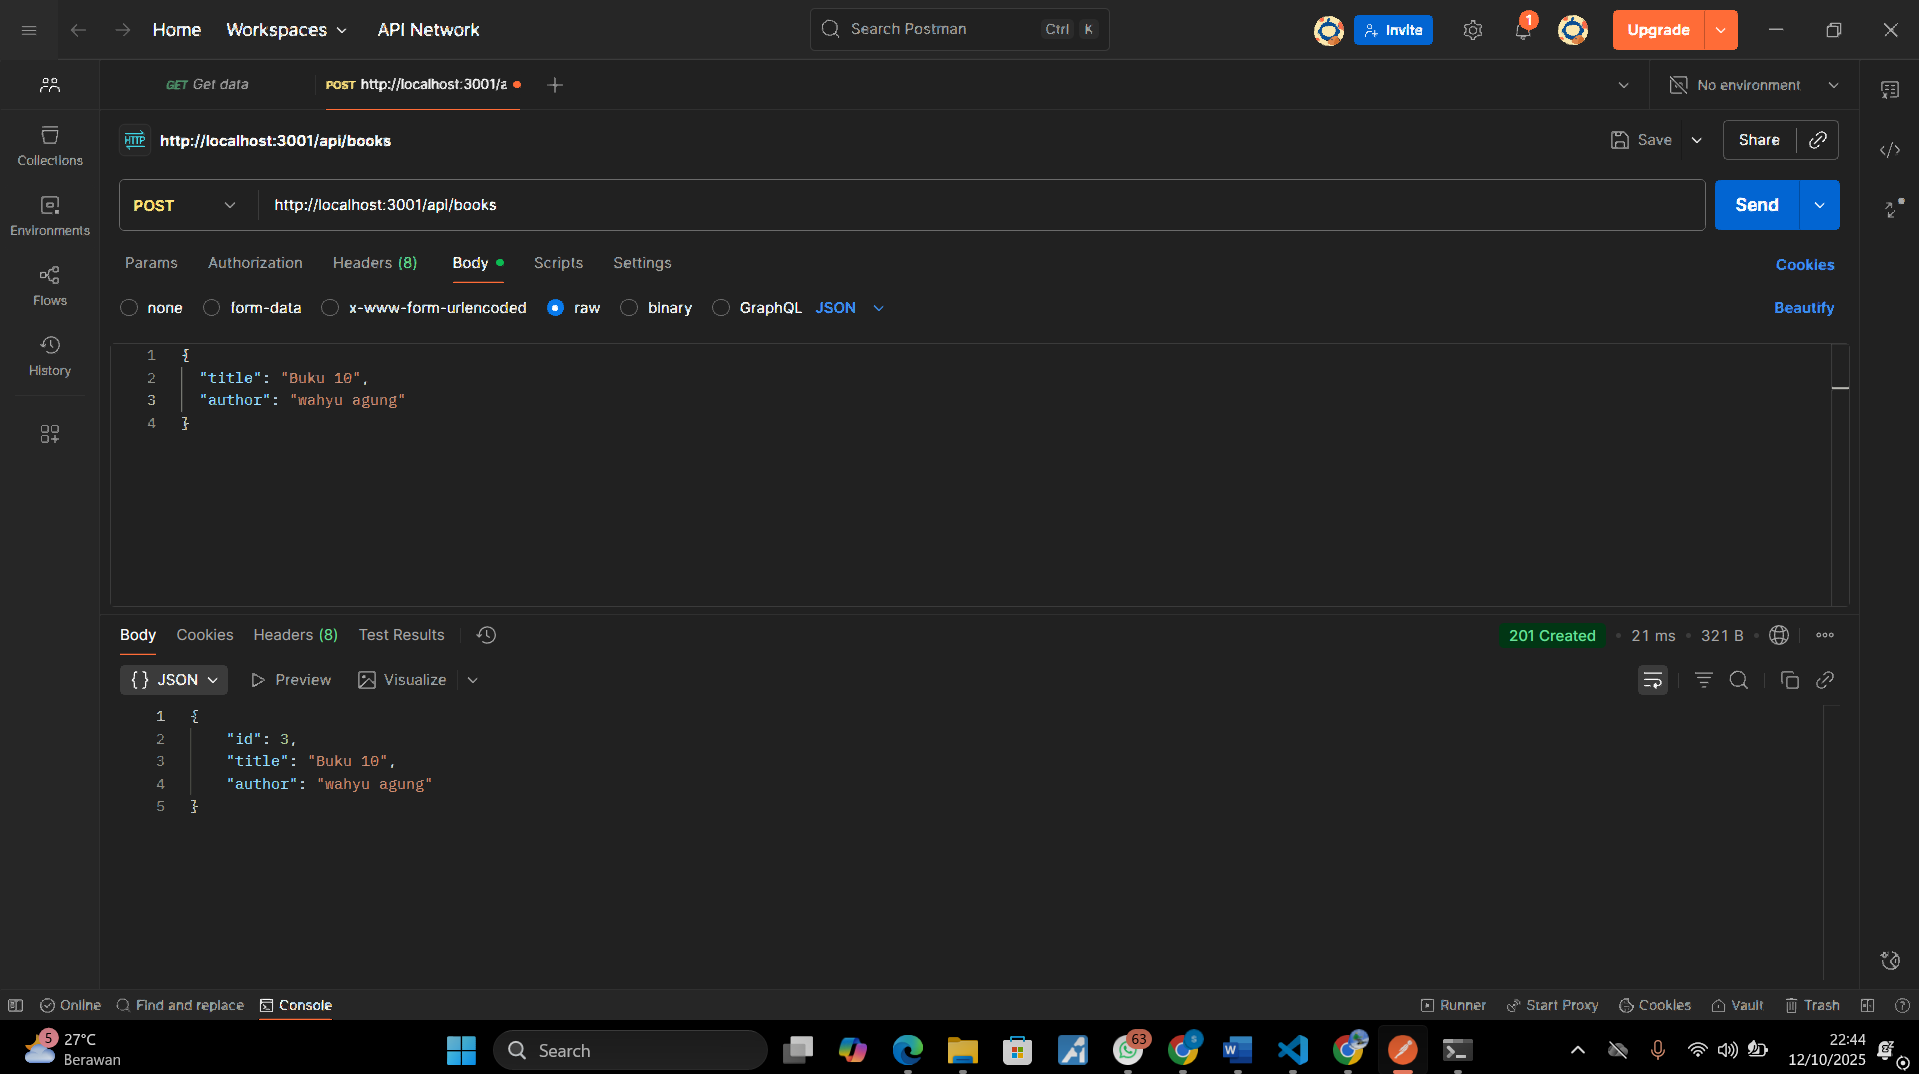 Home Workspaces API Network Search Postman Ctrl K Invite 1 Upgrade
GET Get data POST http://localhost:3001/a No environment
HTTP http://localhost:3001/api/books Save Share
Collections
POST http://localhost:3001/api/books Send
Environments
Params Authorization Headers (8) Body Scripts Settings Cookies
Flows
none form-data x-www-form-urlencoded raw binary GraphQL JSON Beautify
History
1 {
2 "title": "Buku 10",
3 "author": "wahyu agung"
4 }
Body Cookies Headers (8) Test Results 201 Created 21 ms 321 B
{} JSON Preview Visualize
1 {
2 "id": 3,
3 "title": "Buku 10",
4 "author": "wahyu agung"
5 }
Online Find and replace Console Runner Start Proxy Cookies Vault Trash
5 27°C
Berawan
Search
63
22:44
12/10/2025